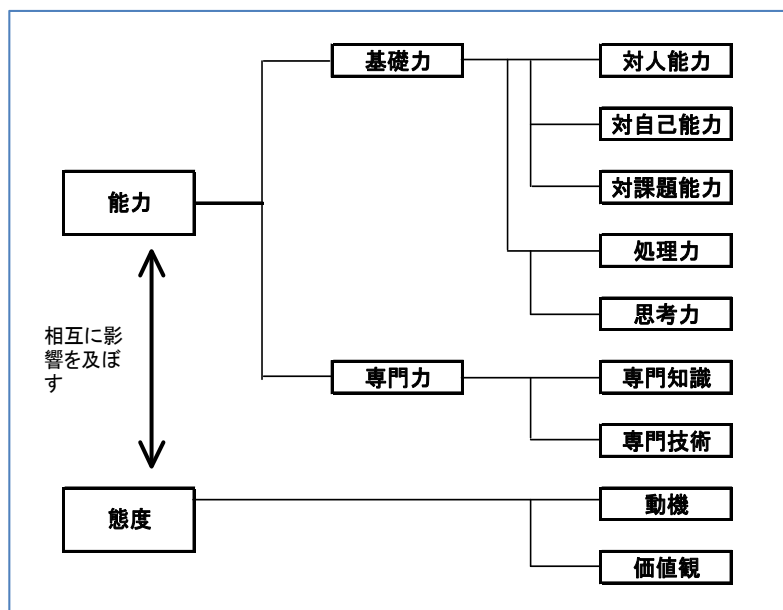 基礎力
対人能力
対自己能力
対課題能力
能力
処理力
思考力
相互に影
響を及ぼ
す
専門力
専門知識
専門技術
態度
動機
価値観